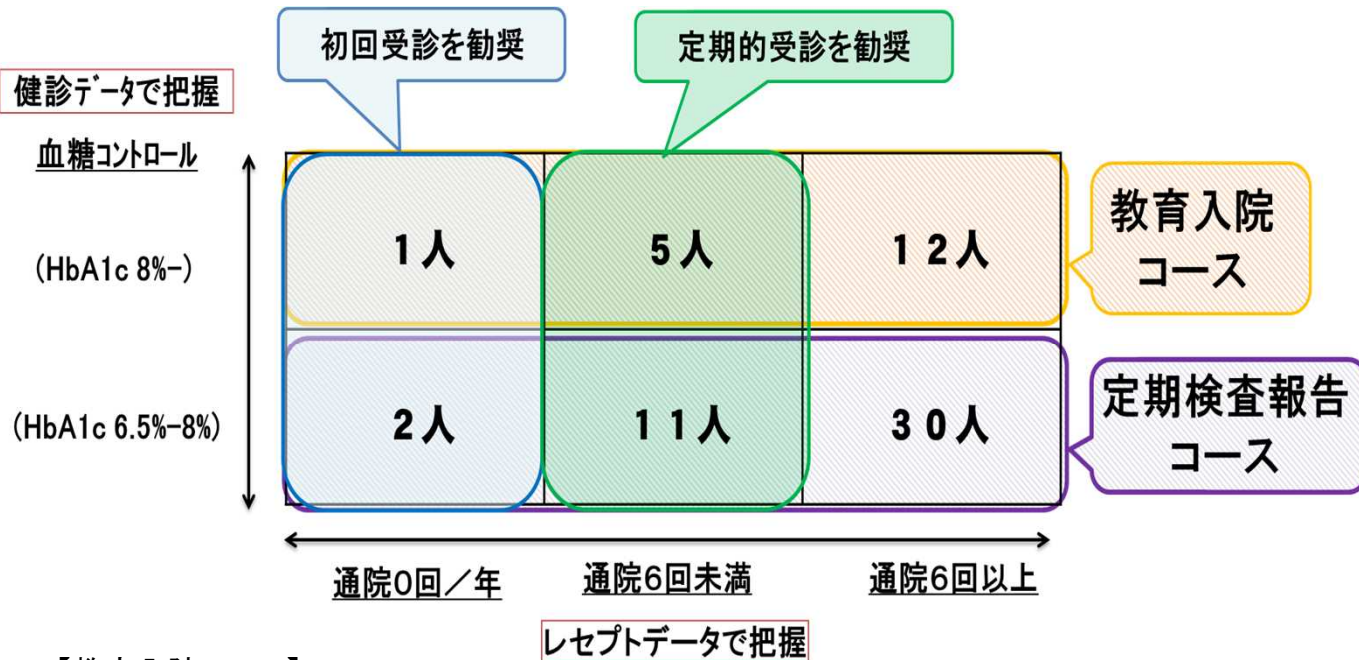 初回受診を勧奨
定期的受診を勧奨
健診データで把握
血糖コントロール
(HbA1c 8%-)
1人
5人
12人
教育入院
コース
(HbA1c 6.5%-8%)
2人
11人
30人
定期検査報告
コース
通院0回／年
通院6回未満
通院6回以上
レセプトデータで把握